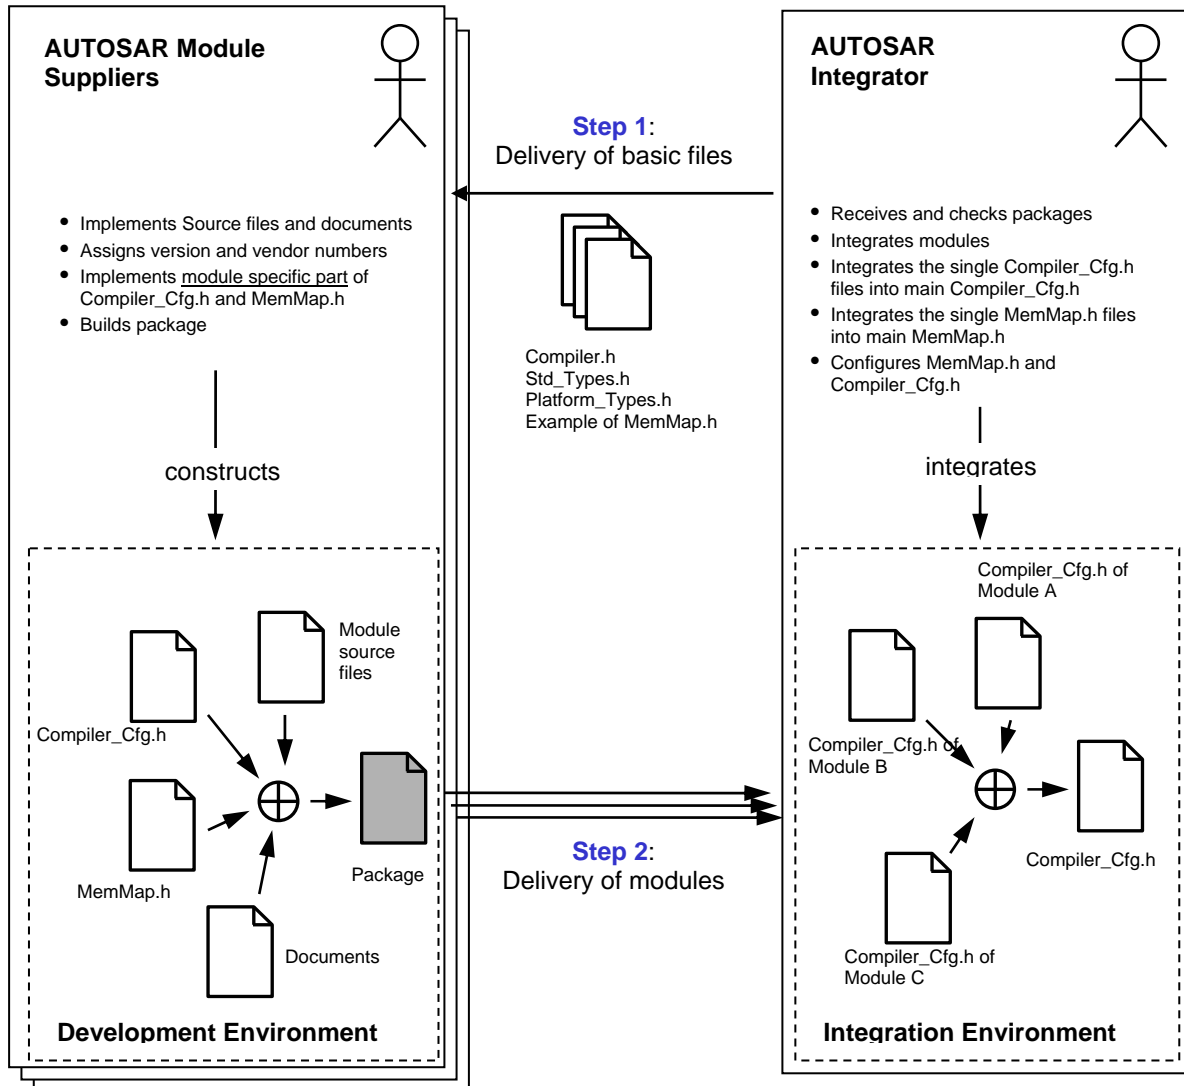 AUTOSAR Module
Suppliers
• Implements Source files and documents
• Assigns version and vendor numbers
• Implements module specific part of
Compiler_Cfg.h and MemMap.h
• Builds package
constructs
Compiler_Cfg.h
Module
source
files
MemMap.h
Package
Documents
Development Environment
Step 1:
Delivery of basic files
Compiler.h
Std_Types.h
Platform_Types.h
Example of MemMap.h
Step 2:
Delivery of modules
AUTOSAR
Integrator
• Receives and checks packages
• Integrates modules
• Integrates the single Compiler_Cfg.h
files into main Compiler_Cfg.h
• Integrates the single MemMap.h files
into main MemMap.h
• Configures MemMap.h and
Compiler_Cfg.h
integrates
Compiler_Cfg.h of
Module A
Compiler_Cfg.h of
Module B
Compiler_Cfg.h
Compiler_Cfg.h of
Module C
Integration Environment